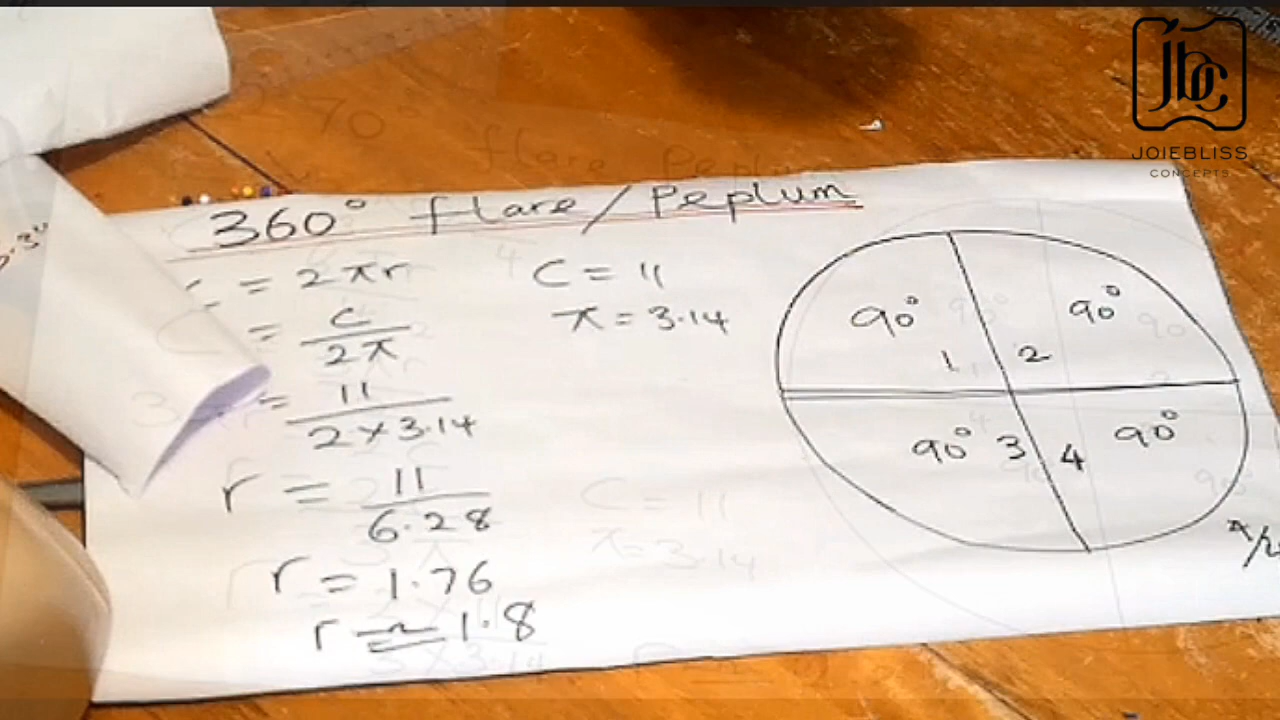 360° flare/Peplum
= 2πr
= c/2π
= 11/2×3.14
r = 11/6.28
r = 1.76
r ≃ 1.8
C = 11
π = 3.14
90° 90°
1 2
90° 3 4 90°
jbc
JOIEBLISS
CONCEPTS